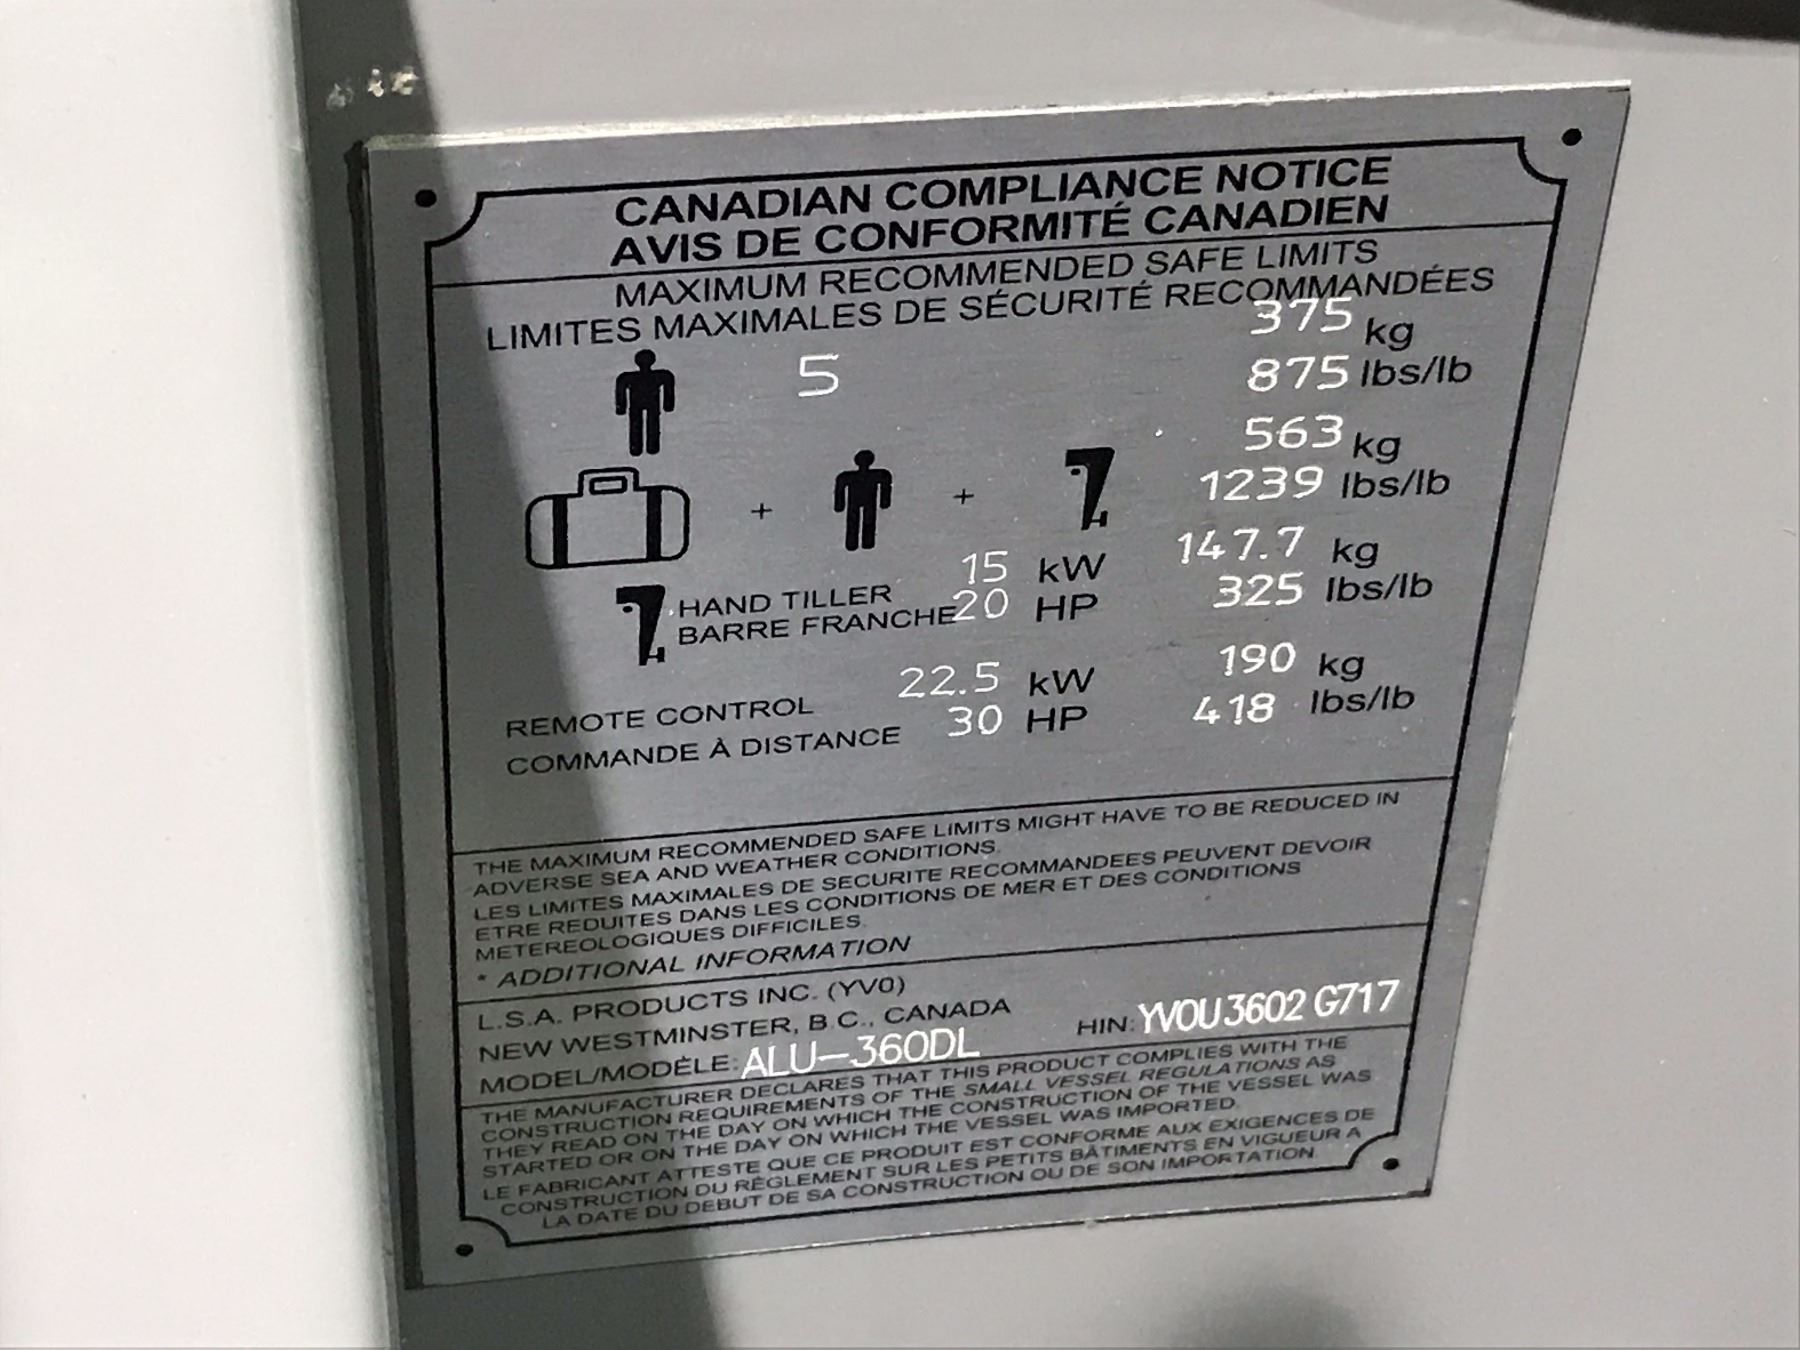 CANADIAN COMPLIANCE NOTICE
AVIS DE CONFORMITÉ CANADIEN
MAXIMUM RECOMMENDED SAFE LIMITS
LIMITES MAXIMALES DE SÉCURITÉ RECOMMANDÉES
5 375 kg
875 lbs/lb
+ + 563 kg
1239 lbs/lb
HAND TILLER 15 kW 147.7 kg
BARRE FRANCHE 20 HP 325 lbs/lb
REMOTE CONTROL 22.5 kW 190 kg
COMMANDE À DISTANCE 30 HP 418 lbs/lb
THE MAXIMUM RECOMMENDED SAFE LIMITS MIGHT HAVE TO BE REDUCED IN
ADVERSE SEA AND WEATHER CONDITIONS.
LES LIMITES MAXIMALES DE SECURITE RECOMMANDEES PEUVENT DEVOIR
ETRE REDUITES DANS LES CONDITIONS DE MER ET DES CONDITIONS
METEREOLOGIQUES DIFFICILES.
* ADDITIONAL INFORMATION
L.S.A. PRODUCTS INC. (YV0)
NEW WESTMINSTER, B.C., CANADA HIN: YVOU3602 G717
MODEL/MODÈLE: ALU-360DL
THE MANUFACTURER DECLARES THAT THIS PRODUCT COMPLIES WITH THE
CONSTRUCTION REQUIREMENTS OF THE SMALL VESSEL REGULATIONS AS
THEY READ ON THE DAY ON WHICH THE CONSTRUCTION OF THE VESSEL WAS
STARTED OR ON THE DAY ON WHICH THE VESSEL WAS IMPORTED.
LE FABRICANT ATTESTE QUE CE PRODUIT EST CONFORME AUX EXIGENCES DE
CONSTRUCTION DU RÈGLEMENT SUR LES PETITS BÂTIMENTS EN VIGUEUR A
LA DATE DU DEBUT DE SA CONSTRUCTION OU DE SON IMPORTATION.